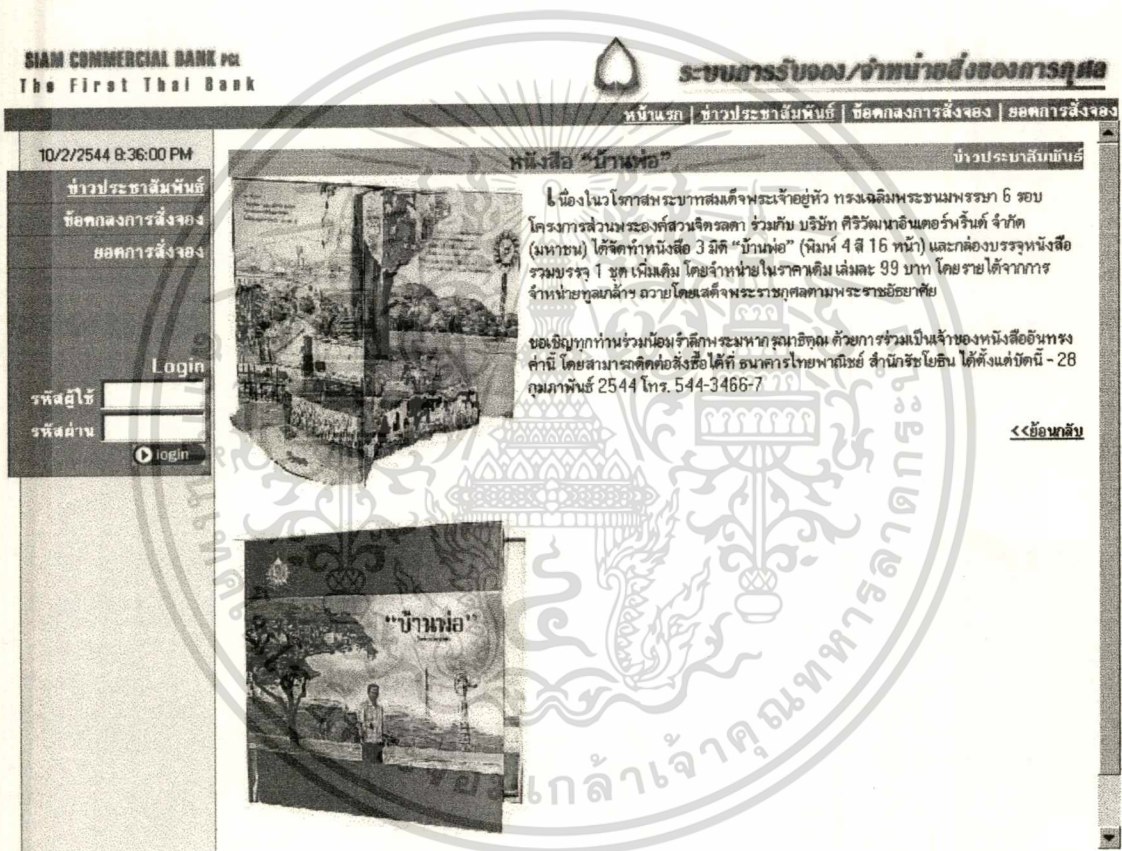 SIAM COMMERCIAL BANK PCL
The First Thai Bank
ระบบการรับจอง/จำหน่ายสิ่งของการกุศล
หน้าแรก | ข่าวประชาสัมพันธ์ | ข้อตกลงการสั่งจอง | ยอดการสั่งจอง
10/2/2544 8:36:00 PM
ข่าวประชาสัมพันธ์
ข้อตกลงการสั่งจอง
ยอดการสั่งจอง
Login
รหัสผู้ใช้
รหัสผ่าน
login
หนังสือ "บ้านพ่อ"
ข่าวประชาสัมพันธ์
เนื่องในวโรกาสพระบาทสมเด็จพระเจ้าอยู่หัว ทรงเฉลิมพระชนมพรรษา 6 รอบ
โครงการส่วนพระองค์สวนจิตรลดา ร่วมกับ บริษัท ศิริวัฒนาอินเตอร์พริ้นต์ จำกัด
(มหาชน) ได้จัดทำหนังสือ 3 มิติ "บ้านพ่อ" (พิมพ์ 4 สี 16 หน้า) และกล่องบรรจุหนังสือ
รวมบรรจุ 1 ชุด เพิ่มเติม โดยจำหน่ายในราคาเดิม เล่มละ 99 บาท โดยรายได้จากการ
จำหน่ายทูลเกล้าฯ ถวายโดยเสด็จพระราชกุศลตามพระราชอัธยาศัย
ขอเชิญทุกท่านร่วมน้อมรำลึกพระมหากรุณาธิคุณ ด้วยการร่วมเป็นเจ้าของหนังสืออันทรง
ค่านี้ โดยสามารถติดต่อสั่งซื้อได้ที่ ธนาคารไทยพาณิชย์ สำนักรัชโยธิน ได้ตั้งแต่บัดนี้ - 28
กุมภาพันธ์ 2544 โทร. 544-3466-7
<<ย้อนกลับ
"บ้านพ่อ"